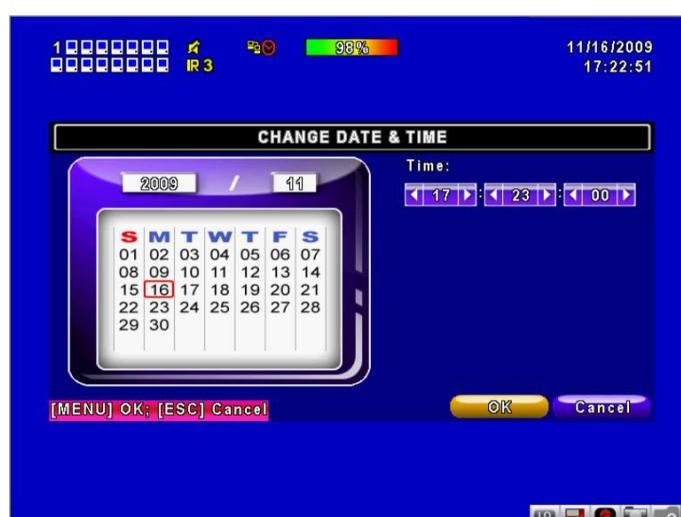 1
IR 3
98%
11/16/2009
17:22:51
CHANGE DATE & TIME
2009 / 11
Time:
17 : 23 : 00
S M T W T F S
01 02 03 04 05 06 07
08 09 10 11 12 13 14
15 16 17 18 19 20 21
22 23 24 25 26 27 28
29 30
[MENU] OK; [ESC] Cancel
OK
Cancel